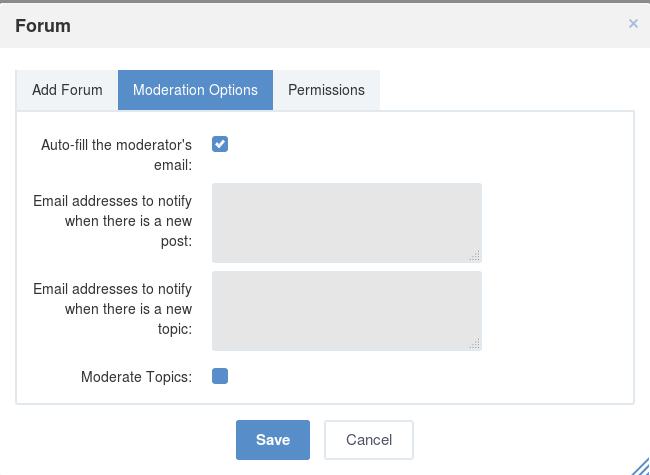 Forum
×
Add Forum Moderation Options Permissions
Auto-fill the moderator's
email:
Email addresses to notify
when there is a new
post:
Email addresses to notify
when there is a new
topic:
Moderate Topics:
Save Cancel